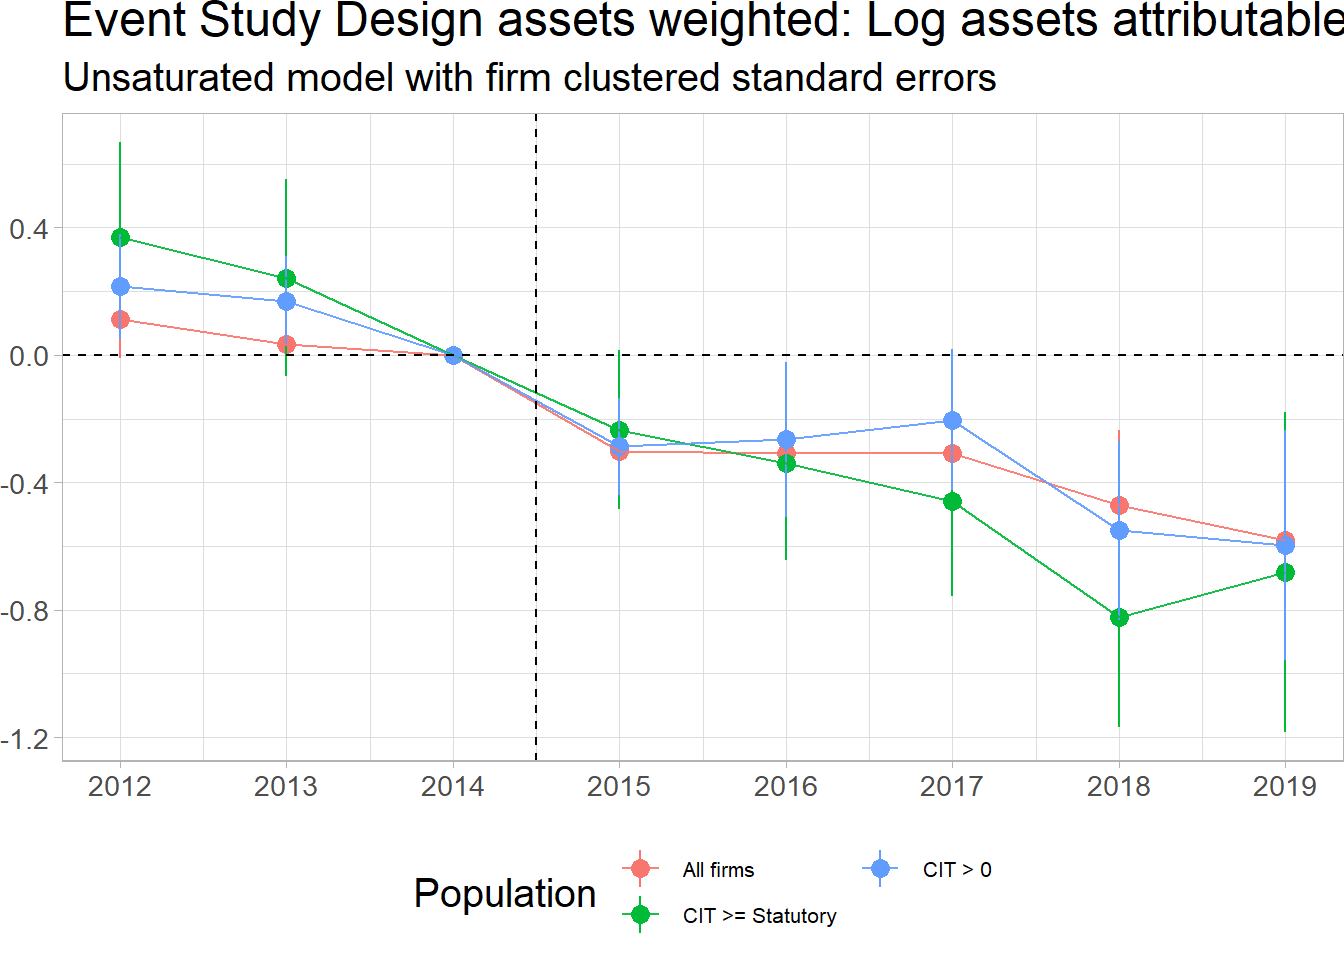 Event Study Design assets weighted: Log assets attributable
Unsaturated model with firm clustered standard errors
0.4
0.0
-0.4
-0.8
-1.2
2012 2013 2014 2015 2016 2017 2018 2019
Population
All firms
CIT > 0
CIT >= Statutory